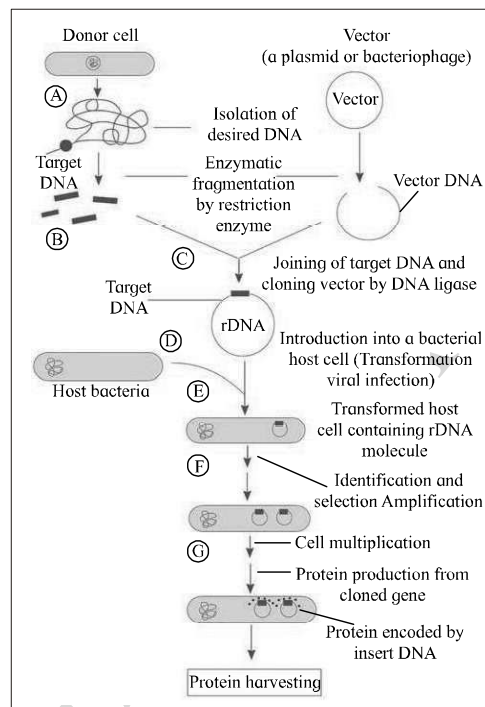 Donor cell
Vector
(a plasmid or bacteriophage)
A
Vector
Isolation of
desired DNA
Target
DNA
Enzymatic
fragmentation
by restriction
enzyme
Vector DNA
B
C
Joining of target DNA and
cloning vector by DNA ligase
Target
DNA
rDNA
D
Introduction into a bacterial
host cell (Transformation
viral infection)
Host bacteria
E
Transformed host
cell containing rDNA
molecule
F
Identification and
selection Amplification
G
Cell multiplication
Protein production from
cloned gene
Protein encoded by
insert DNA
Protein harvesting